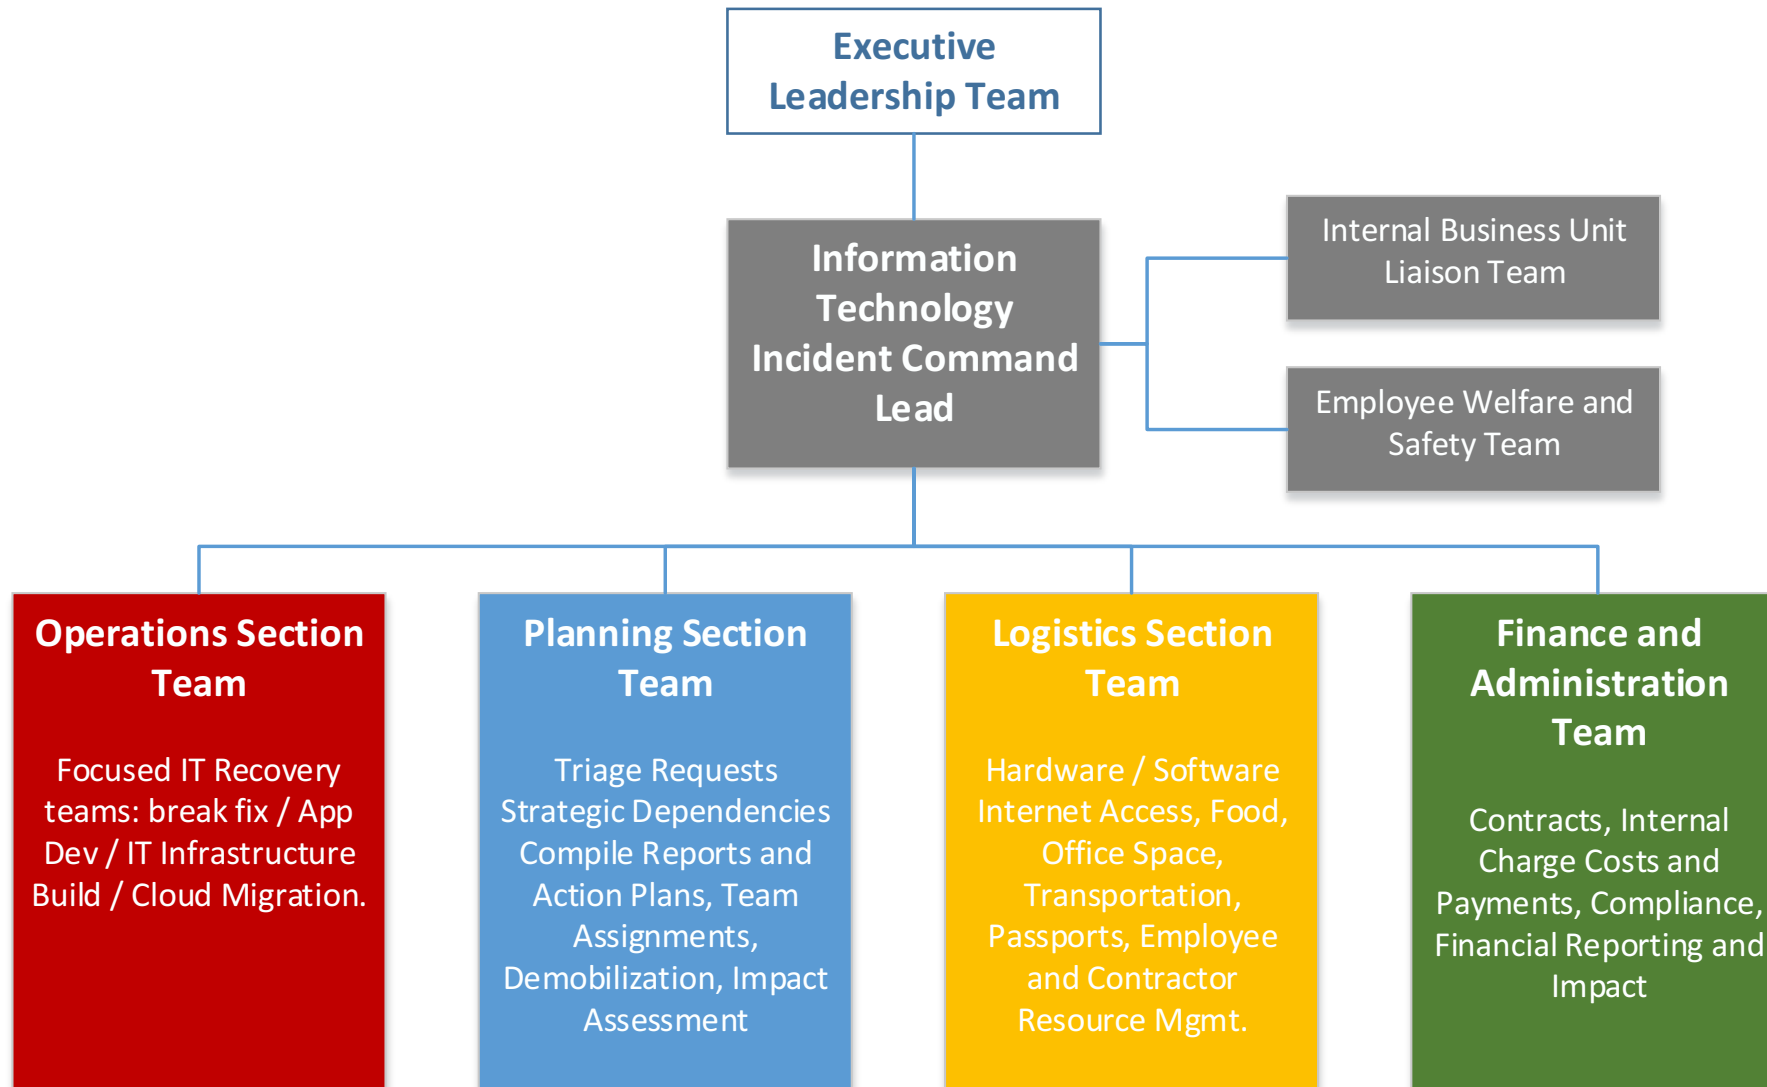 Executive
Leadership Team
Information
Technology
Incident Command
Lead
Internal Business Unit
Liaison Team
Employee Welfare and
Safety Team
Operations Section
Team
Focused IT Recovery
teams: break fix / App
Dev / IT Infrastructure
Build / Cloud Migration.
Planning Section
Team
Triage Requests
Strategic Dependencies
Compile Reports and
Action Plans, Team
Assignments,
Demobilization, Impact
Assessment
Logistics Section
Team
Hardware / Software
Internet Access, Food,
Office Space,
Transportation,
Passports, Employee
and Contractor
Resource Mgmt.
Finance and
Administration
Team
Contracts, Internal
Charge Costs and
Payments, Compliance,
Financial Reporting and
Impact